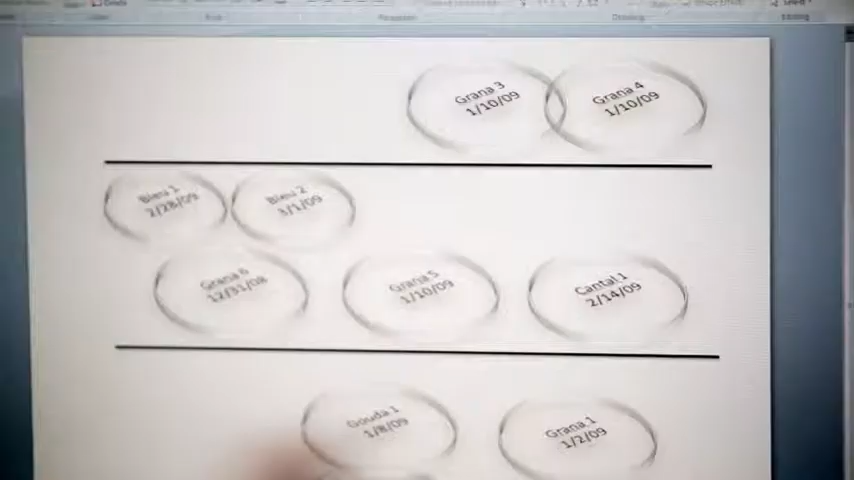 Grana 3
1/10/09
Grana 4
1/10/09
Bleu 1
2/28/09
Bleu 2
3/1/09
Grana 6
12/31/08
Grana 5
1/10/09
Cantal 1
2/14/09
Gouda 1
1/8/09
Grana 1
1/2/09